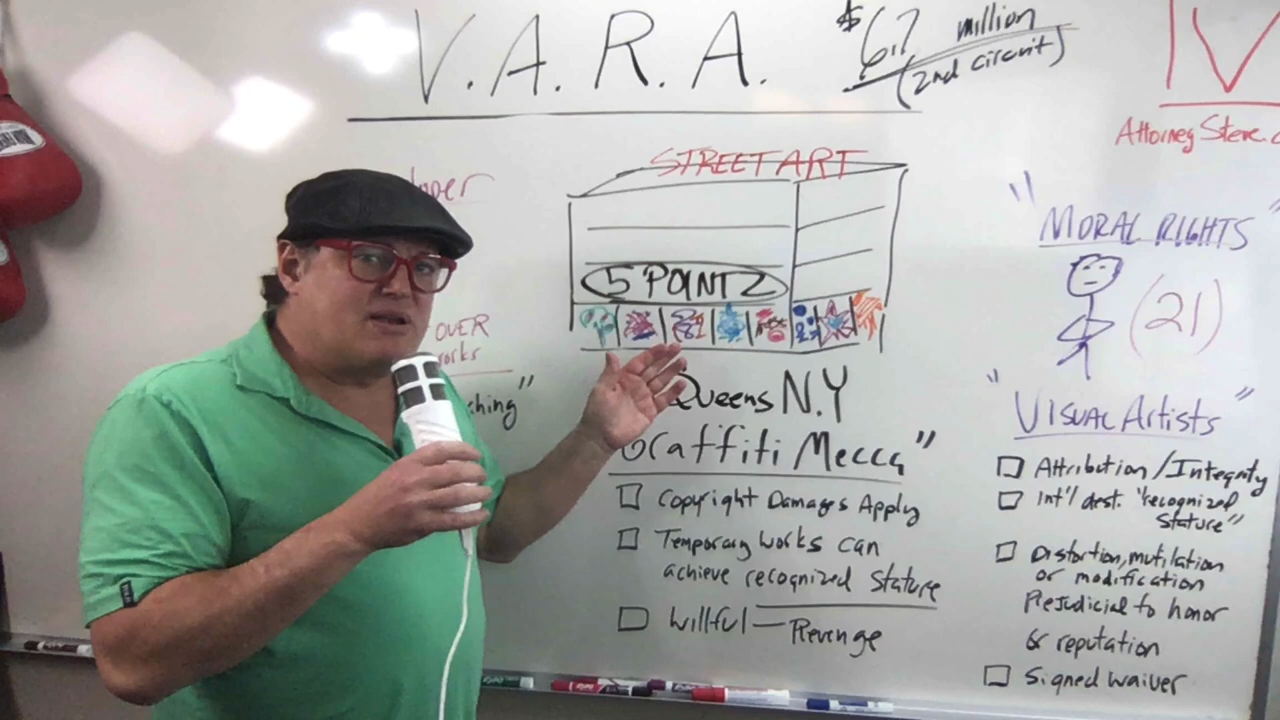 V.A.R.A.
$6.7 million
(2nd circuit)
IV
Attorney Steve.c
STREET ART
5 POINTZ
OVER
"MORAL RIGHTS"
(21)
Queens N.Y
Graffiti Mecca"
Copyright Damages Apply
Temporary works can
achieve recognized stature
Willful — Revenge
"Visual Artists"
Attribution/Integrity
Int'l dest. "recognized
stature"
Distortion, mutilation
or modification
Prejudicial to honor
or reputation
Signed waiver